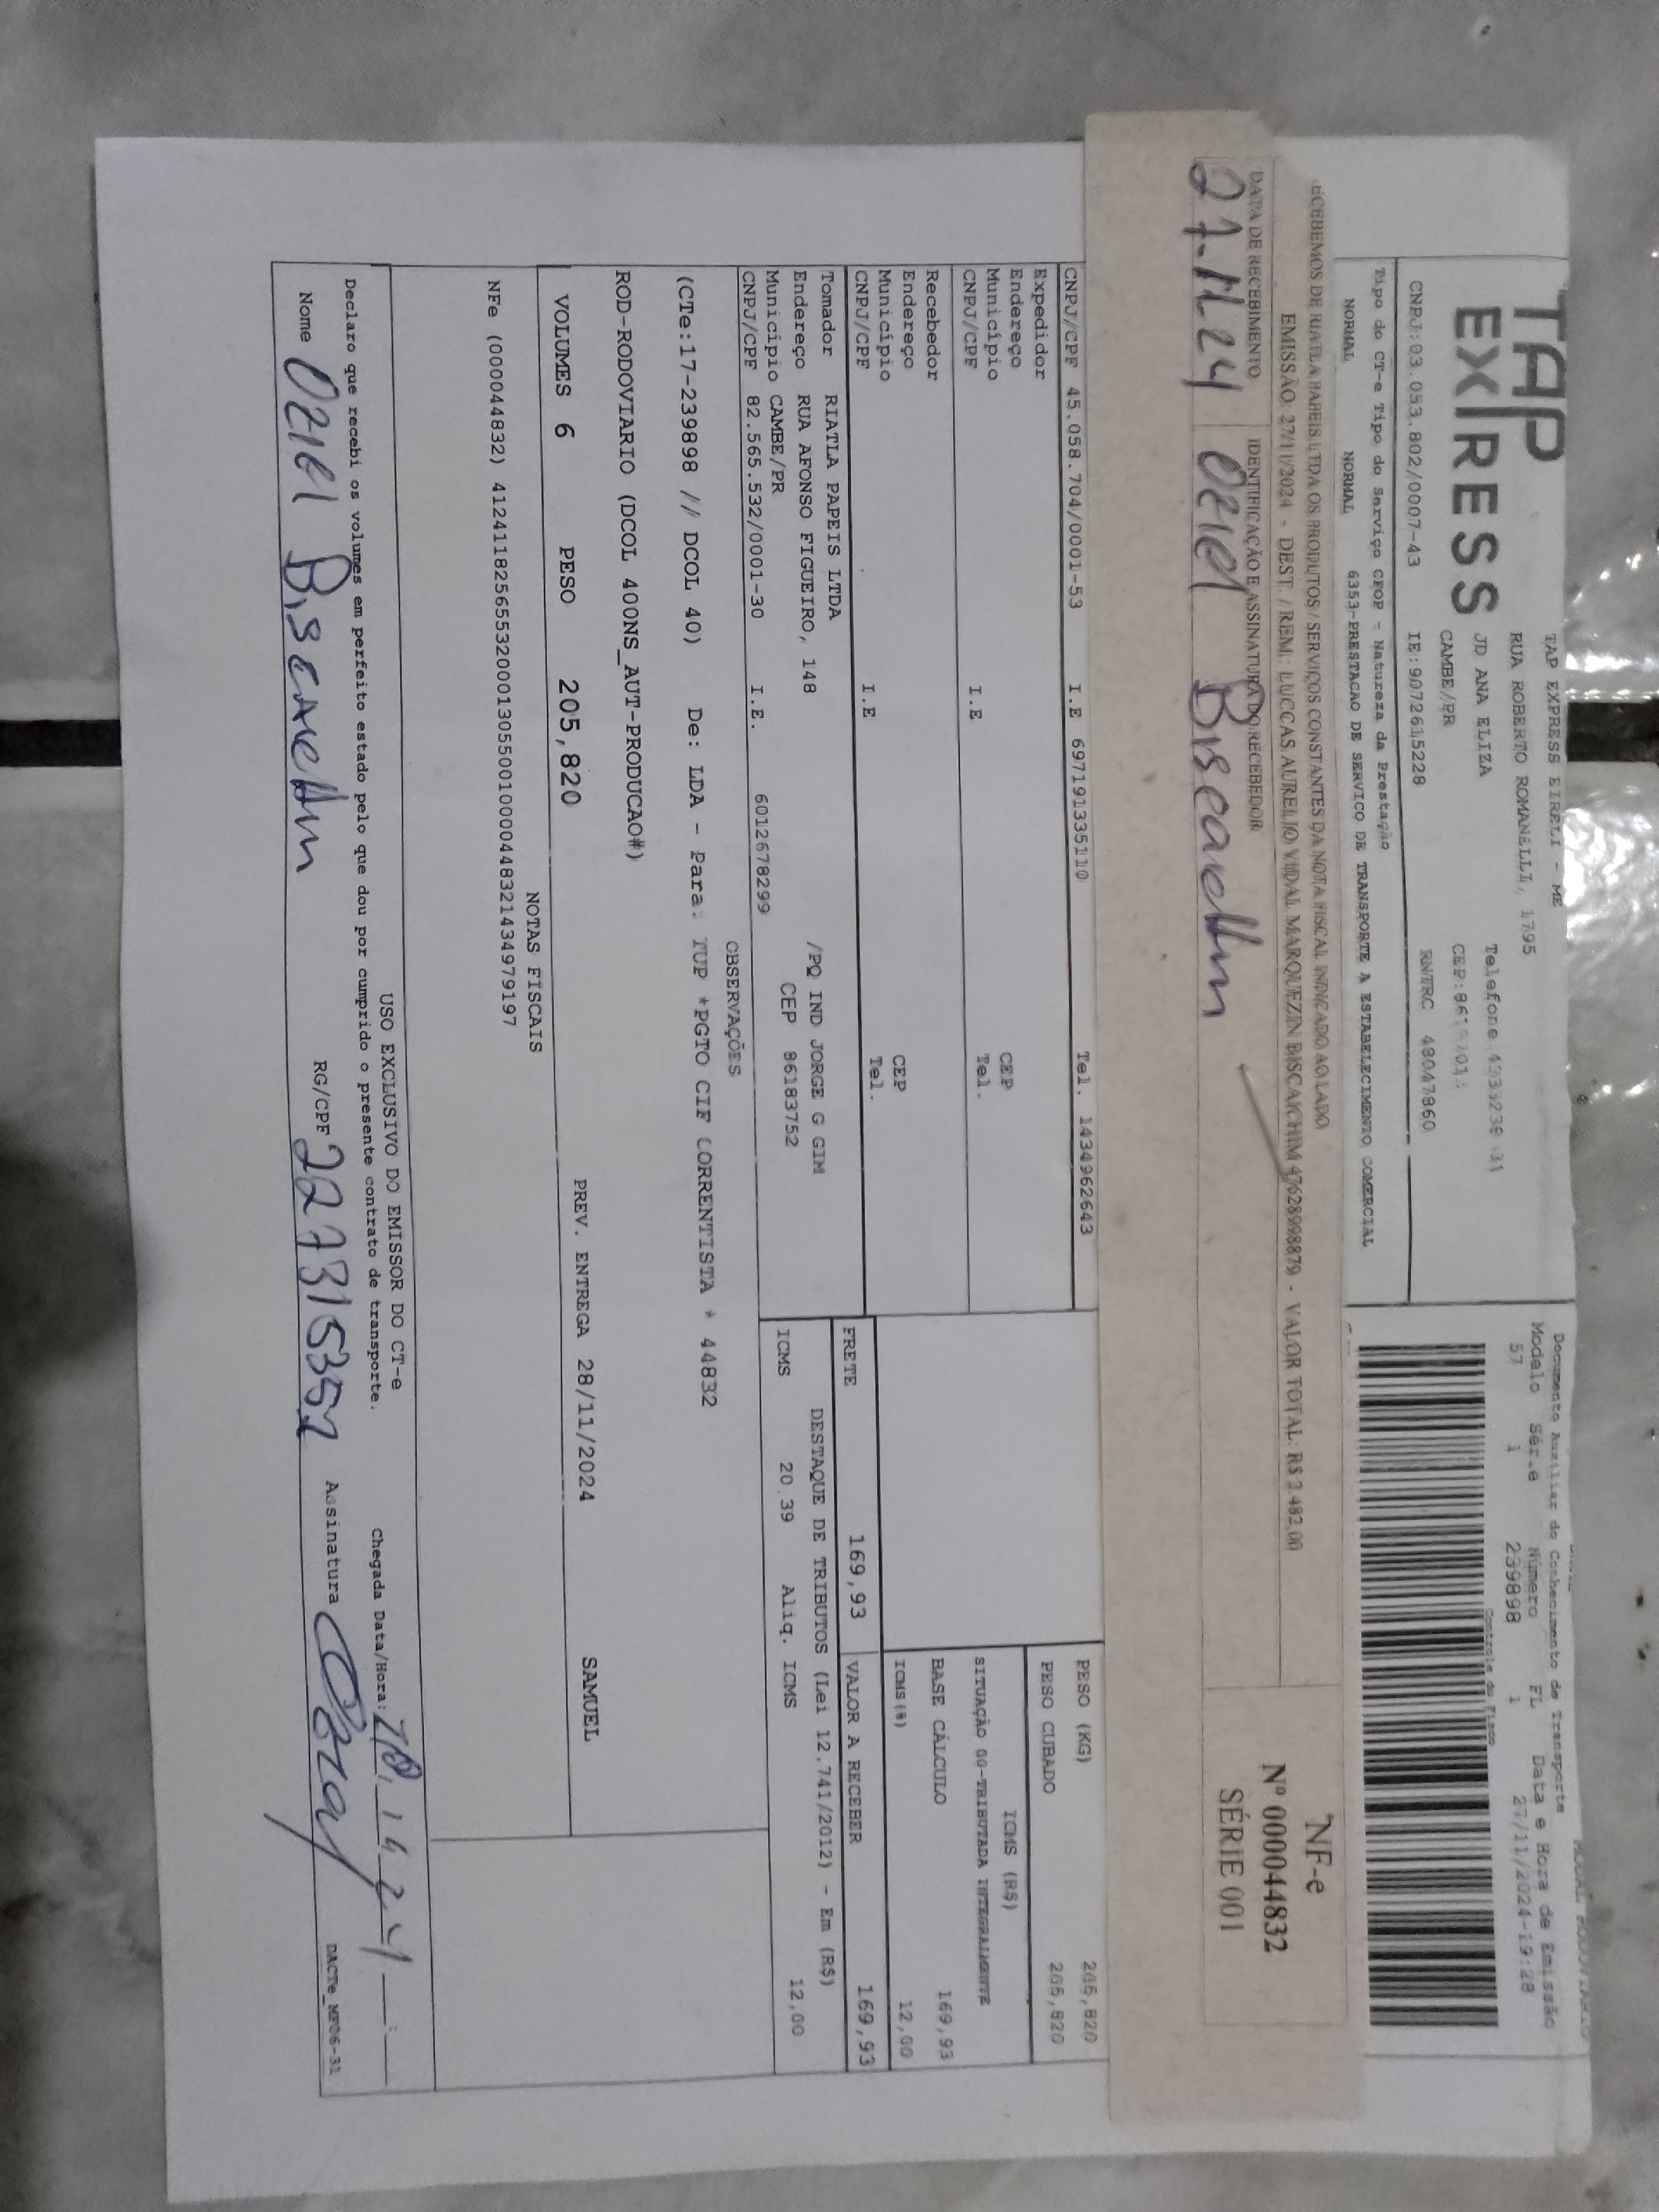 TAP
EXPRESS
TAP EXPRESS EIRELI - ME
RUA ROBERTO ROMANELLI, 1795
JD ANA ELIZA
CAMBE/PR
Telefone
CNPJ:03.053.802/0007-43 IE:9072615228 RNTRC 48047860
Tipo do CT-e Tipo do Serviço CFOP - Natureza da Prestação
NORMAL NORMAL 6353-PRESTACAO DE SERVIÇO DE TRANSPORTE A ESTABELECIMENTO COMERCIAL
Documento Auxiliar do Conhecimento de Transporte
Modelo Série Número FL Data e Hora de Emissão
57 1 239898 1 27/11/2024-19:28
Controle do Fisco
ECEBEMOS DE RIATLA PAPEIS LTDA OS PRODUTOS / SERVIÇOS CONSTANTES DA NOTA FISCAL INDICADO AO LADO
EMISSÃO: 27/11/2024 - DEST. / REM.: LUCCAS AURELIO VIDAL MARQUEZIN BISCAICHIM 47628998879 - VALOR TOTAL: R$ 2.482,00
DATA DE RECEBIMENTO IDENTIFICAÇÃO E ASSINATURA DO RECEBEDOR
27.11.24 Oziel
NF-e
Nº 000044832
SÉRIE 001
CNPJ/CPF 45.058.704/0001-53 I.E 697191335110 Tel. 1434962643
Expedidor
Endereço
Município CEP
CNPJ/CPF I.E Tel.
Recebedor
Endereço
Município CEP
CNPJ/CPF I.E Tel.
PESO (KG) 205,820
PESO CUBADO 205,820
ICMS (R$)
SITUAÇÃO 00-TRIBUTADA INTEGRALMENTE
BASE CÁLCULO 169,93
ICMS(%) 12,00
FRETE 169,93 VALOR A RECEBER 169,93
Tomador RIATLA PAPEIS LTDA
Endereço RUA AFONSO FIGUEIRO, 148 /PQ IND JORGE G GIM
Município CAMBE/PR CEP 86183752
CNPJ/CPF 82.565.532/0001-30 I.E. 6012678299
DESTAQUE DE TRIBUTOS (Lei 12.741/2012) - Em (R$)
ICMS 20,39 Aliq. ICMS 12,00
OBSERVAÇÕES
(CTe:17-239898 // DCOL 40) De: LDA - Para: TUP *PGTO CIF CORRENTISTA * 44832
ROD-RODOVIARIO (DCOL 400NS_AUT-PRODUCAO#)
VOLUMES 6 PESO 205,820 PREV. ENTREGA 28/11/2024 SAMUEL
NOTAS FISCAIS
NFe (000044832) 41241182565532000130550010000448321434979197
USO EXCLUSIVO DO EMISSOR DO CT-e
Declaro que recebi os volumes em perfeito estado pelo que dou por cumprido o presente contrato de transporte. Chegada Data/Hora:
Nome Oziel RG/CPF Assinatura
DACTe_MF06-31